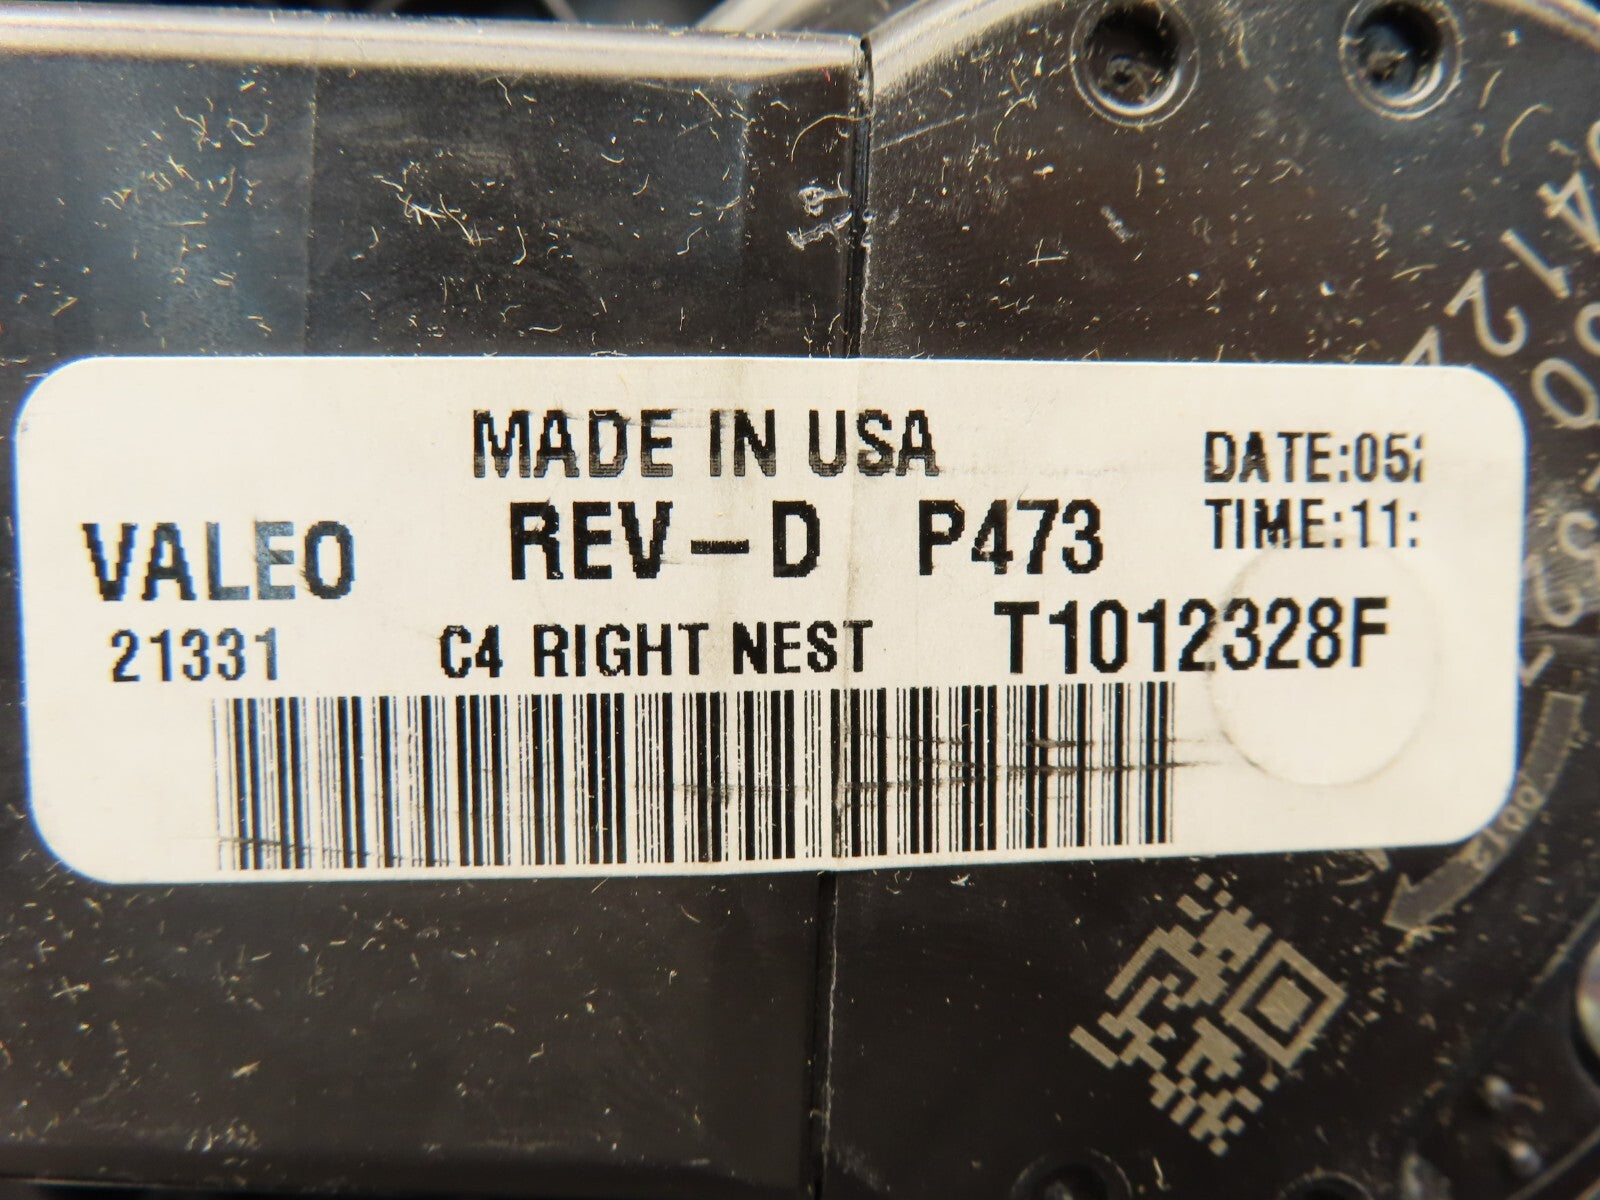 MADE IN USA
DATE:05
VALEO REV-D P473 TIME:11:
21331 C4 RIGHT NEST T1012328F